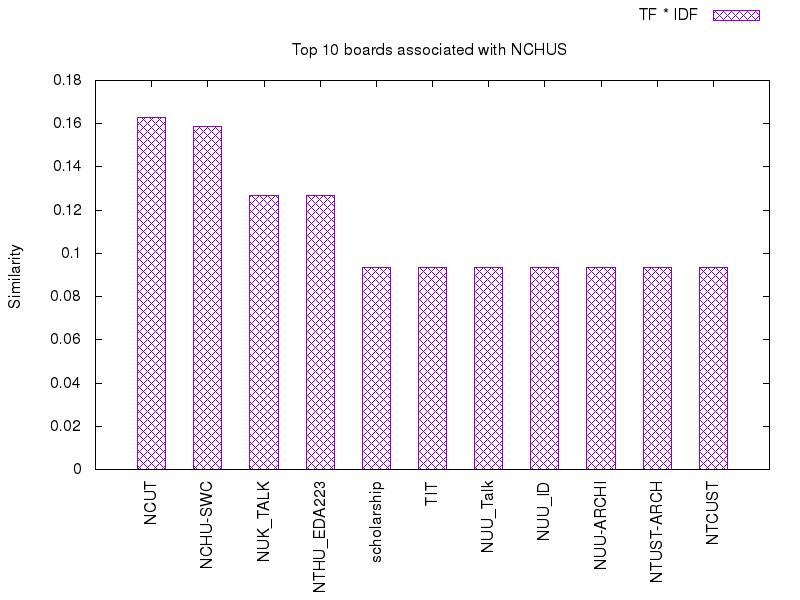 TF * IDF
Top 10 boards associated with NCHUS
Similarity
0.18
0.16
0.14
0.12
0.1
0.08
0.06
0.04
0.02
0
NCUT
NCHU-SWC
NUK_TALK
NTHU_EDA223
scholarship
TIT
NUU_Talk
NUU_ID
NUU-ARCHI
NTUST-ARCH
NTCUST